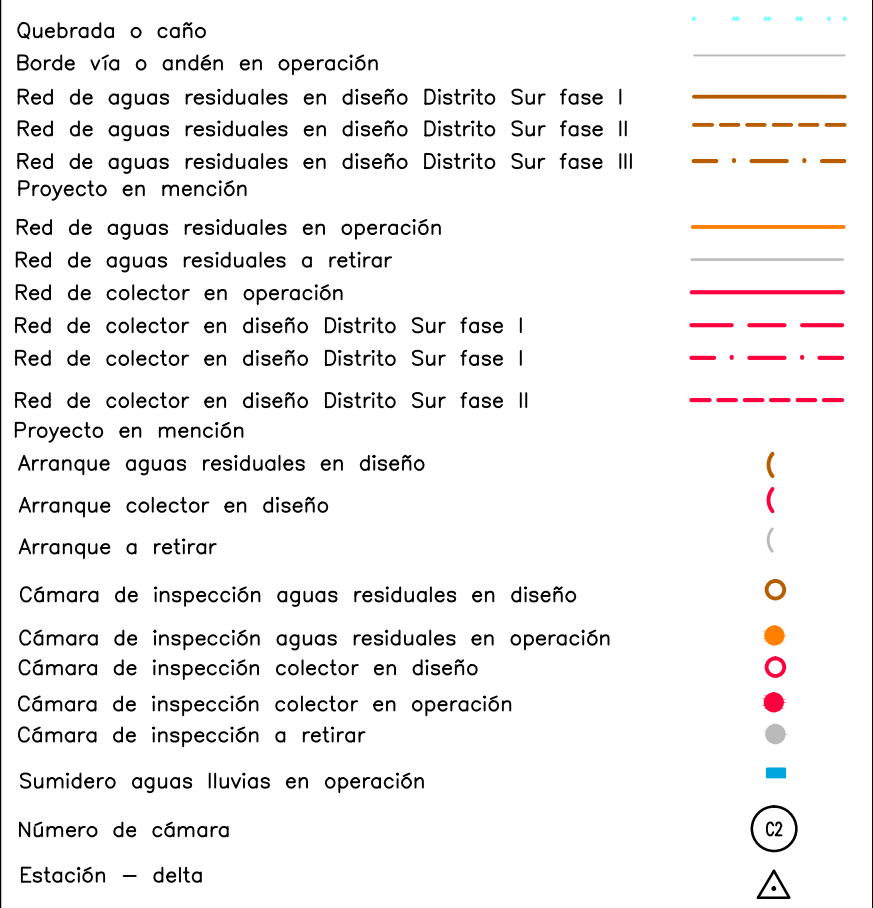 Quebrada o caño
Borde vía o andén en operación
Red de aguas residuales en diseño Distrito Sur fase I
Red de aguas residuales en diseño Distrito Sur fase II
Red de aguas residuales en diseño Distrito Sur fase III
Proyecto en mención
Red de aguas residuales en operación
Red de aguas residuales a retirar
Red de colector en operación
Red de colector en diseño Distrito Sur fase I
Red de colector en diseño Distrito Sur fase I
Red de colector en diseño Distrito Sur fase II
Proyecto en mención
Arranque aguas residuales en diseño
Arranque colector en diseño
Arranque a retirar
Cámara de inspección aguas residuales en diseño
Cámara de inspección aguas residuales en operación
Cámara de inspección colector en diseño
Cámara de inspección colector en operación
Cámara de inspección a retirar
Sumidero aguas lluvias en operación
Número de cámara C2
Estación – delta